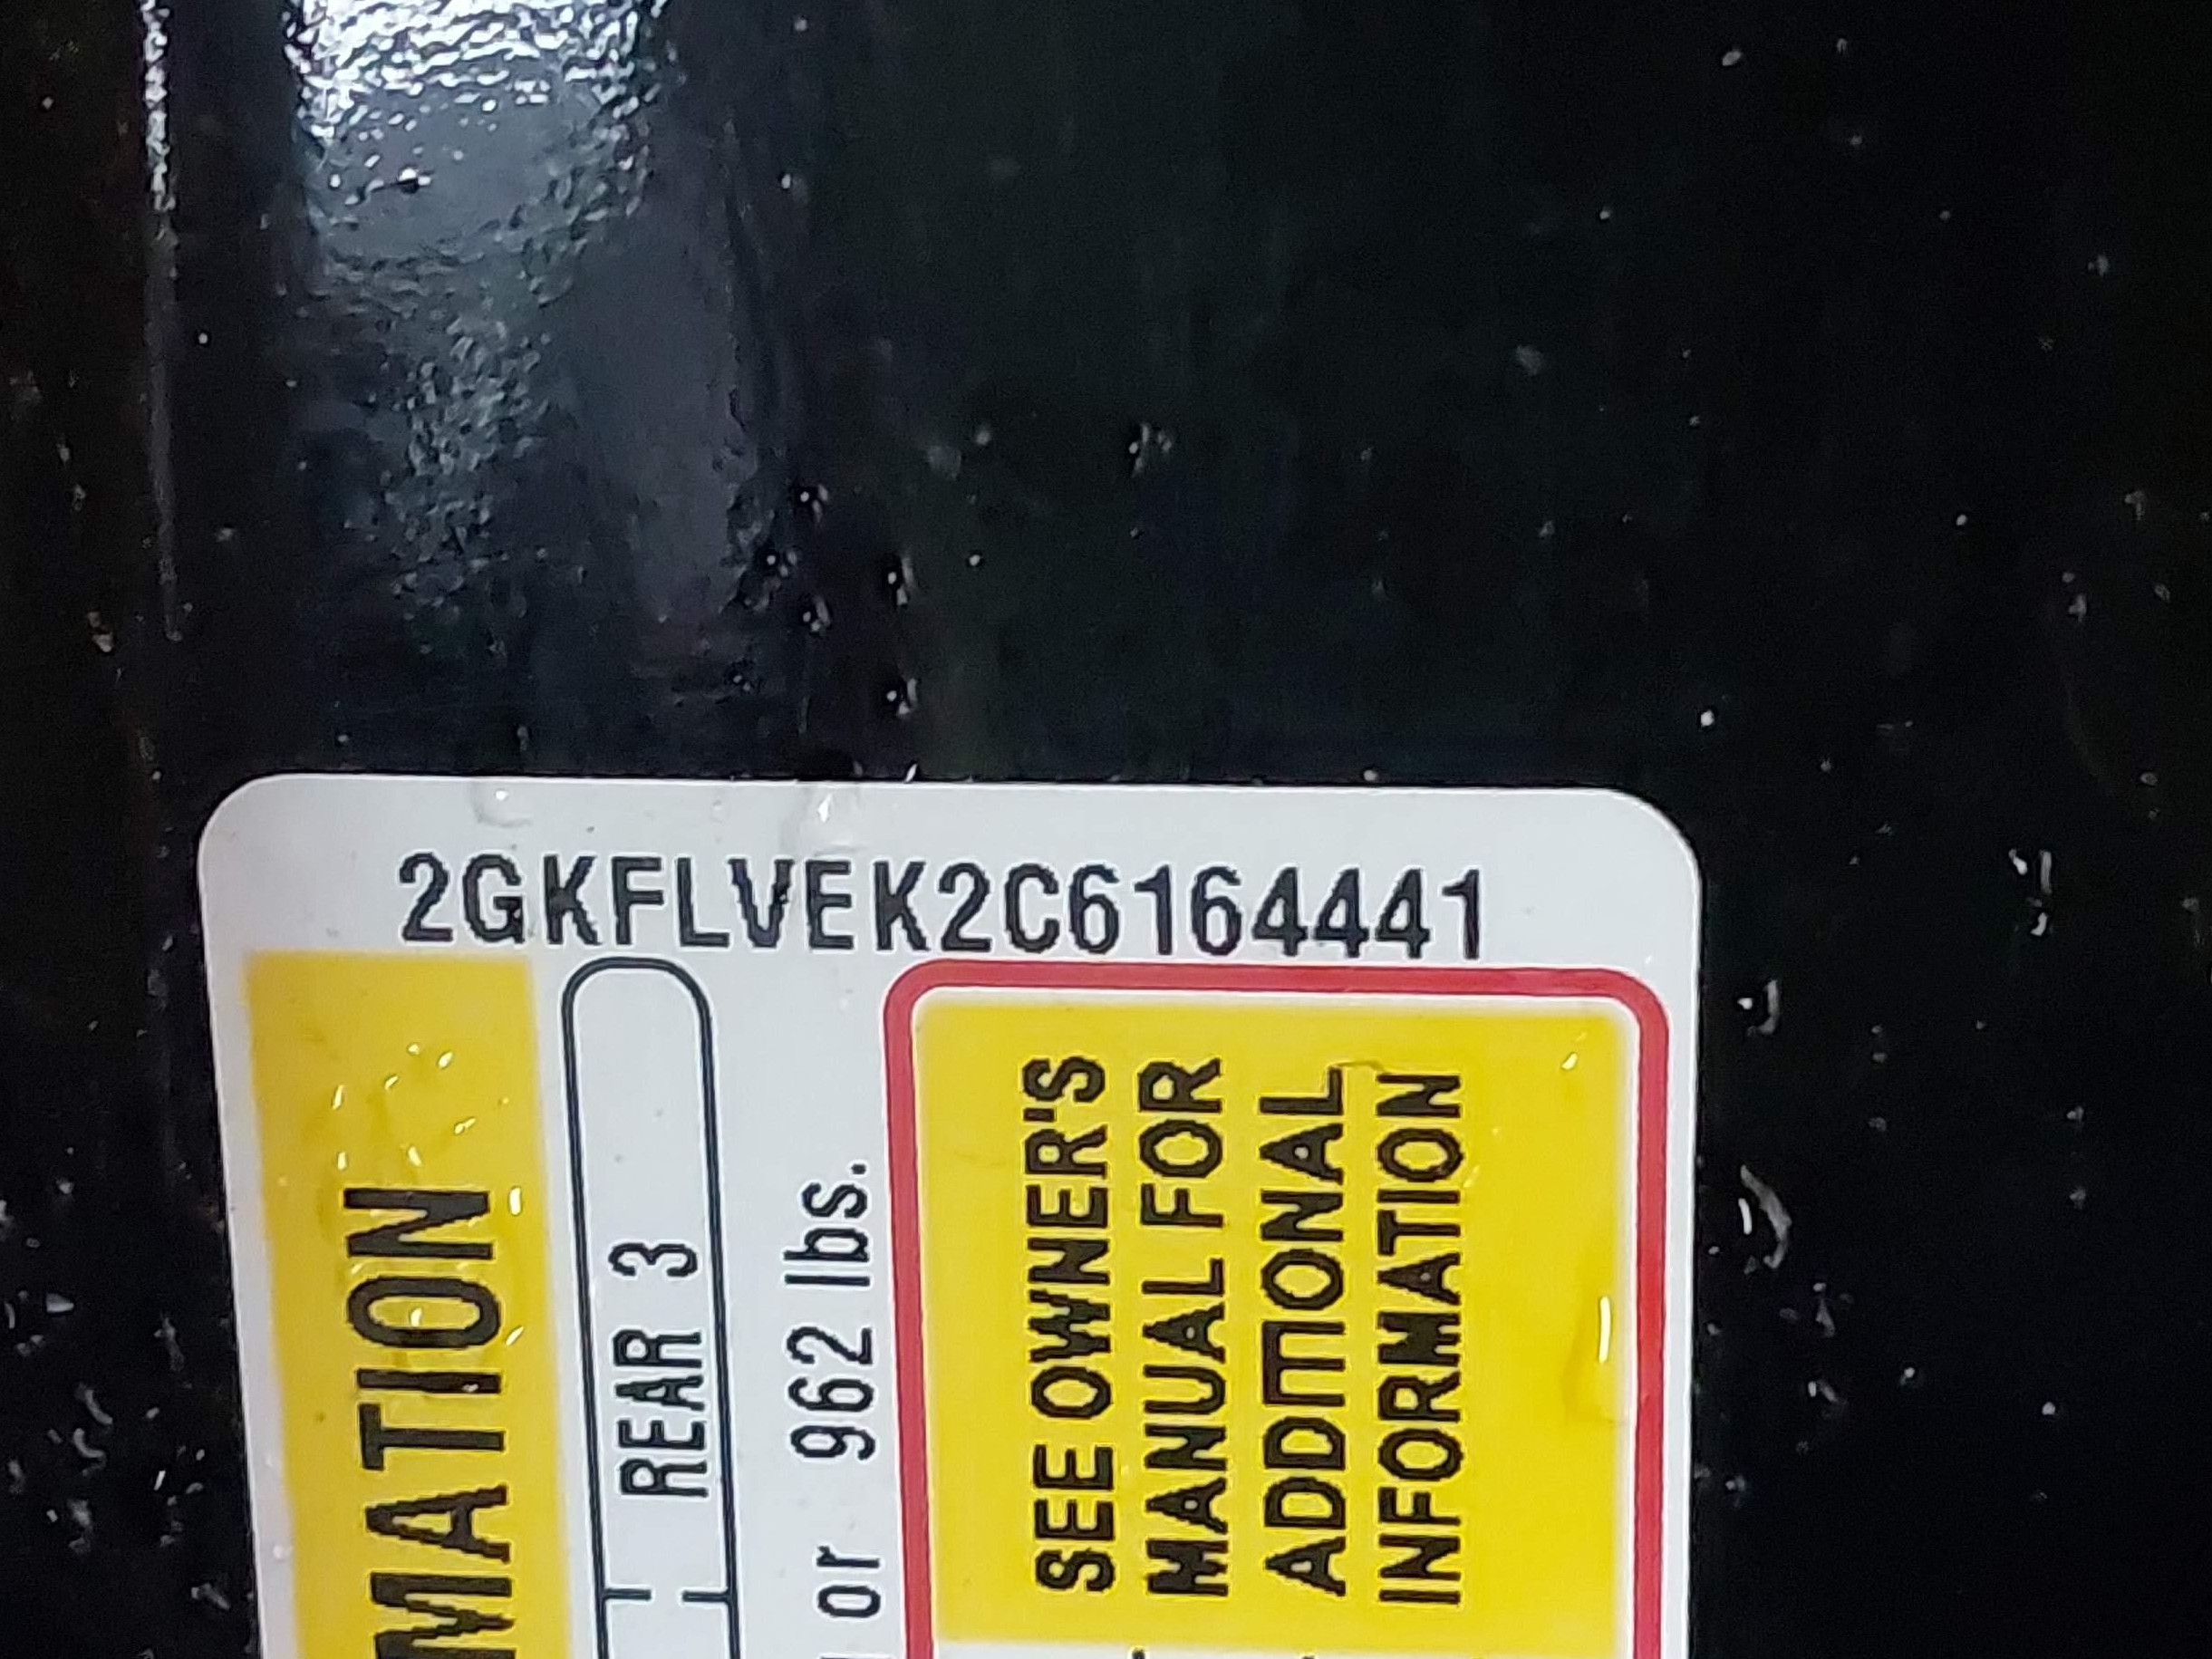 2GKFLVEK2C6164441
MATION
REAR 3
or 962 lbs.
SEE OWNER'S
MANUAL FOR
ADDITIONAL
INFORMATION